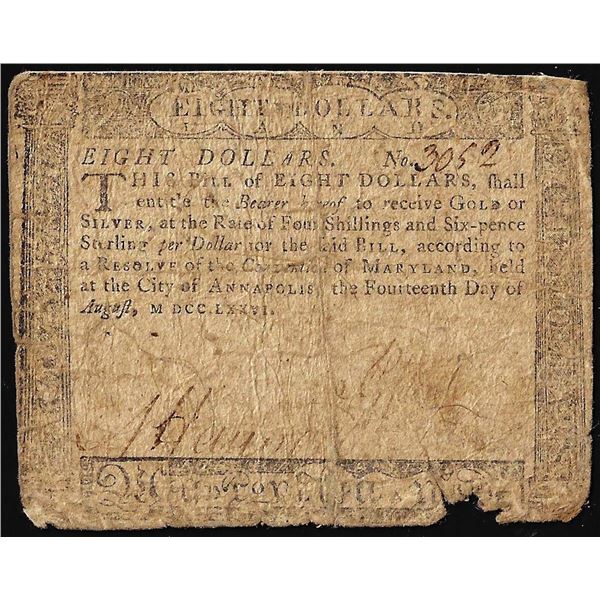 EIGHT DOLLARS.
EIGHT DOLLARS. No. 3052
THIS BILL of EIGHT DOLLARS, ſhall
entitle the Bearer hereof to receive GOLD or
SILVER, at the Rate of Four Shillings and Six-pence
Sterling per Dollar for the ſaid BILL, according to
a RESOLVE of the Convention of MARYLAND, held
at the City of ANNAPOLIS, the Fourteenth Day of
Auguſt, M DCC.LXXVI.